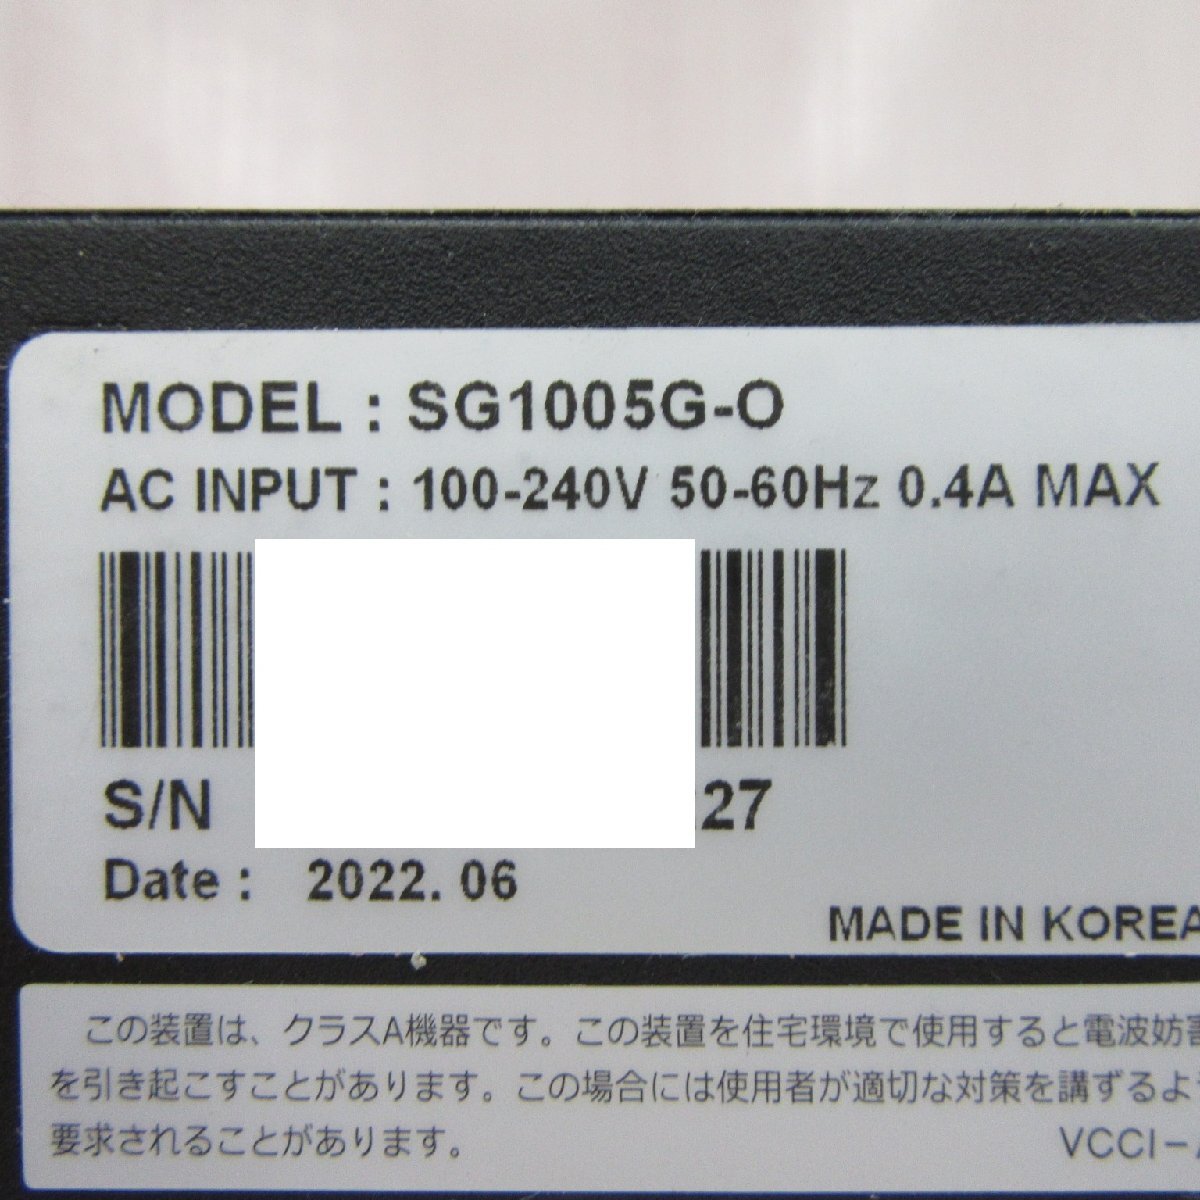 MODEL : SG1005G-O
AC INPUT : 100-240V 50-60Hz 0.4A MAX
S/N 27
Date : 2022. 06
MADE IN KOREA
この装置は、クラスA機器です。この装置を住宅環境で使用すると電波妨害
を引き起こすことがあります。この場合には使用者が適切な対策を講ずるよう
要求されることがあります。
VCCI-A